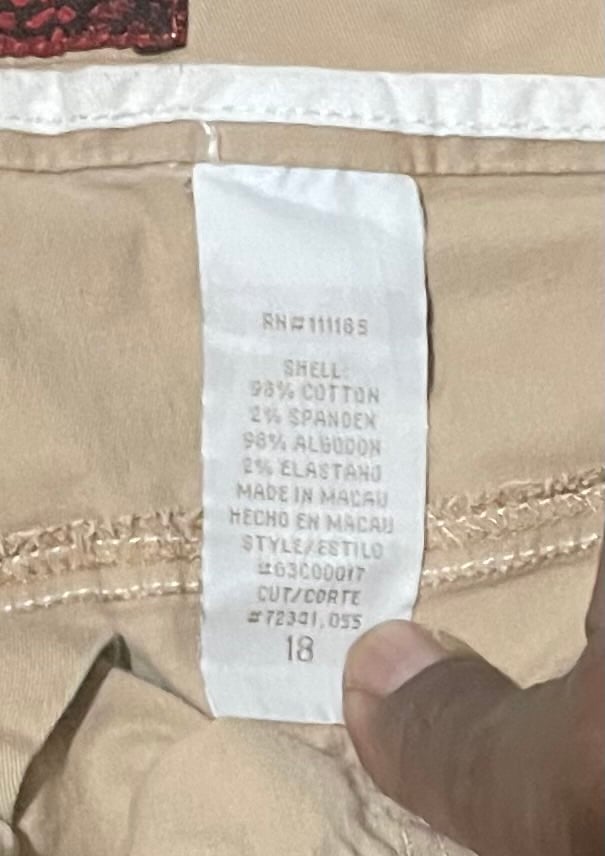 RN#111165
SHELL:
98% COTTON
2% SPANDEX
98% ALGODON
2% ELASTANO
MADE IN MACAU
HECHO EN MACAU
STYLE/ESTILO
#63C00017
CUT/CORTE
#72341,055
18